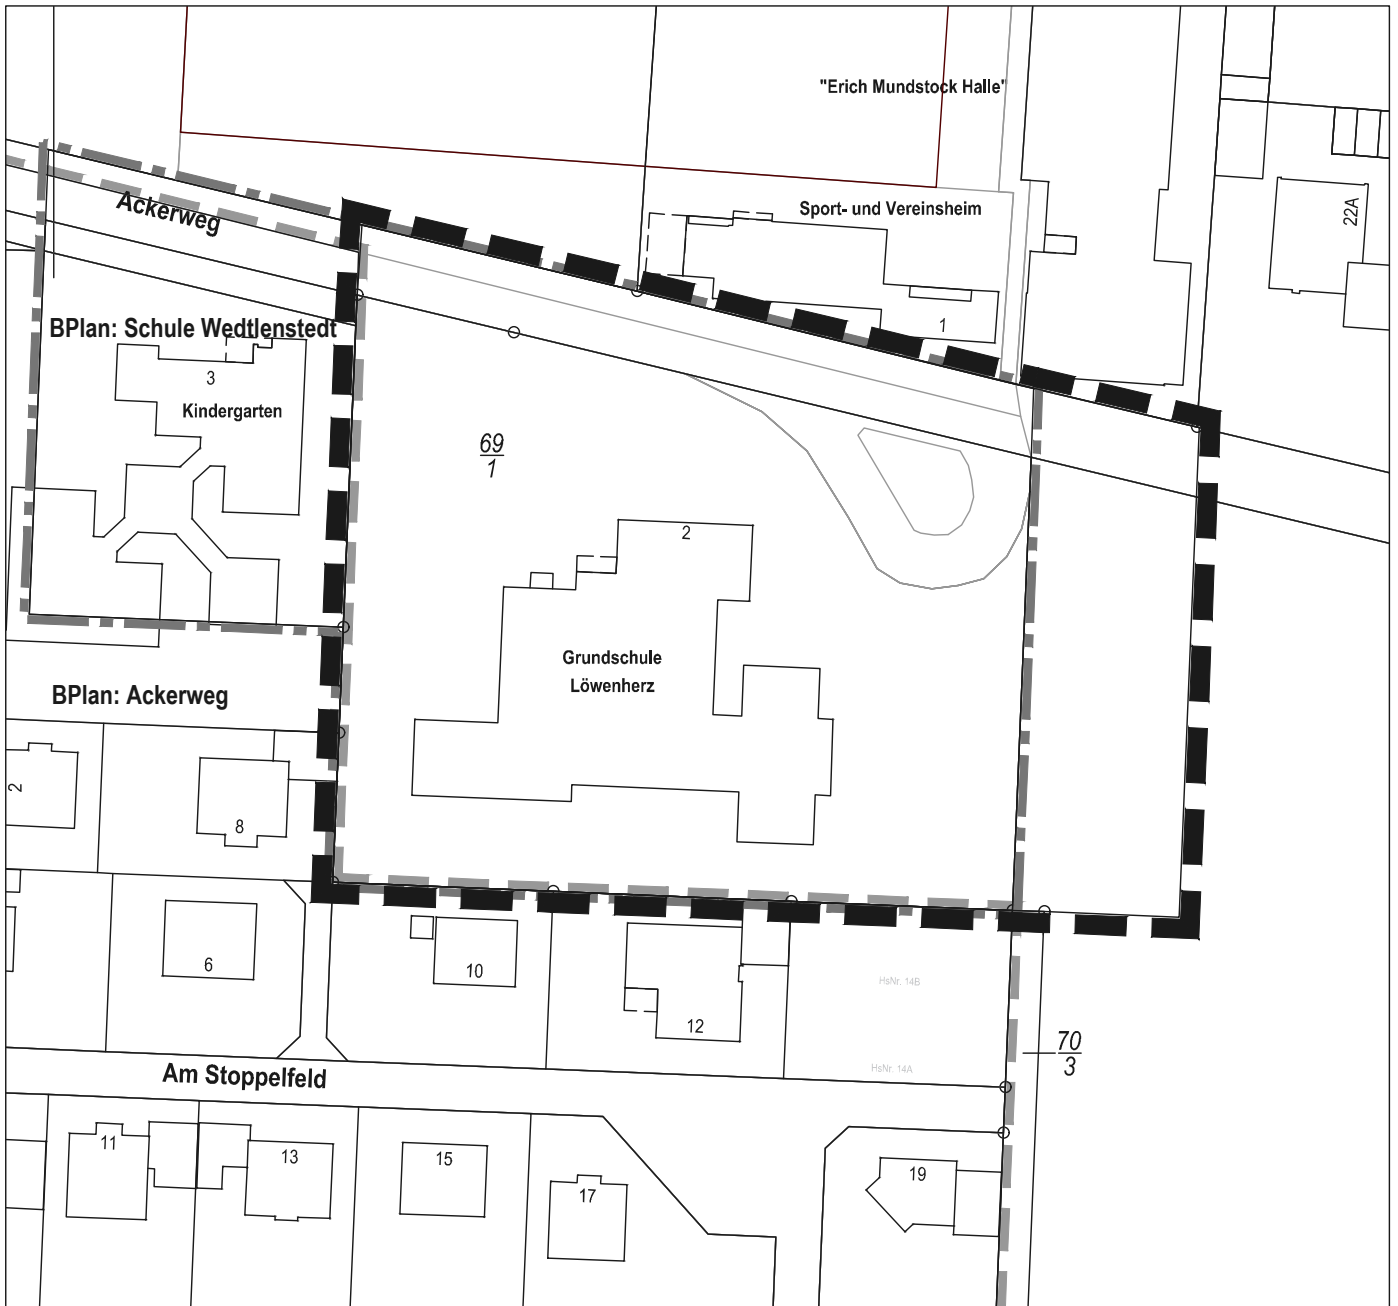 "Erich Mundstock Halle"
22A
Ackerweg
Sport- und Vereinsheim
1
BPlan: Schule Wedtlenstedt
3
Kindergarten
69
1
2
Grundschule
Löwenherz
BPlan: Ackerweg
2
8
6
10
12
HsNr. 14B
HsNr. 14A
70
3
Am Stoppelfeld
11
13
15
17
19